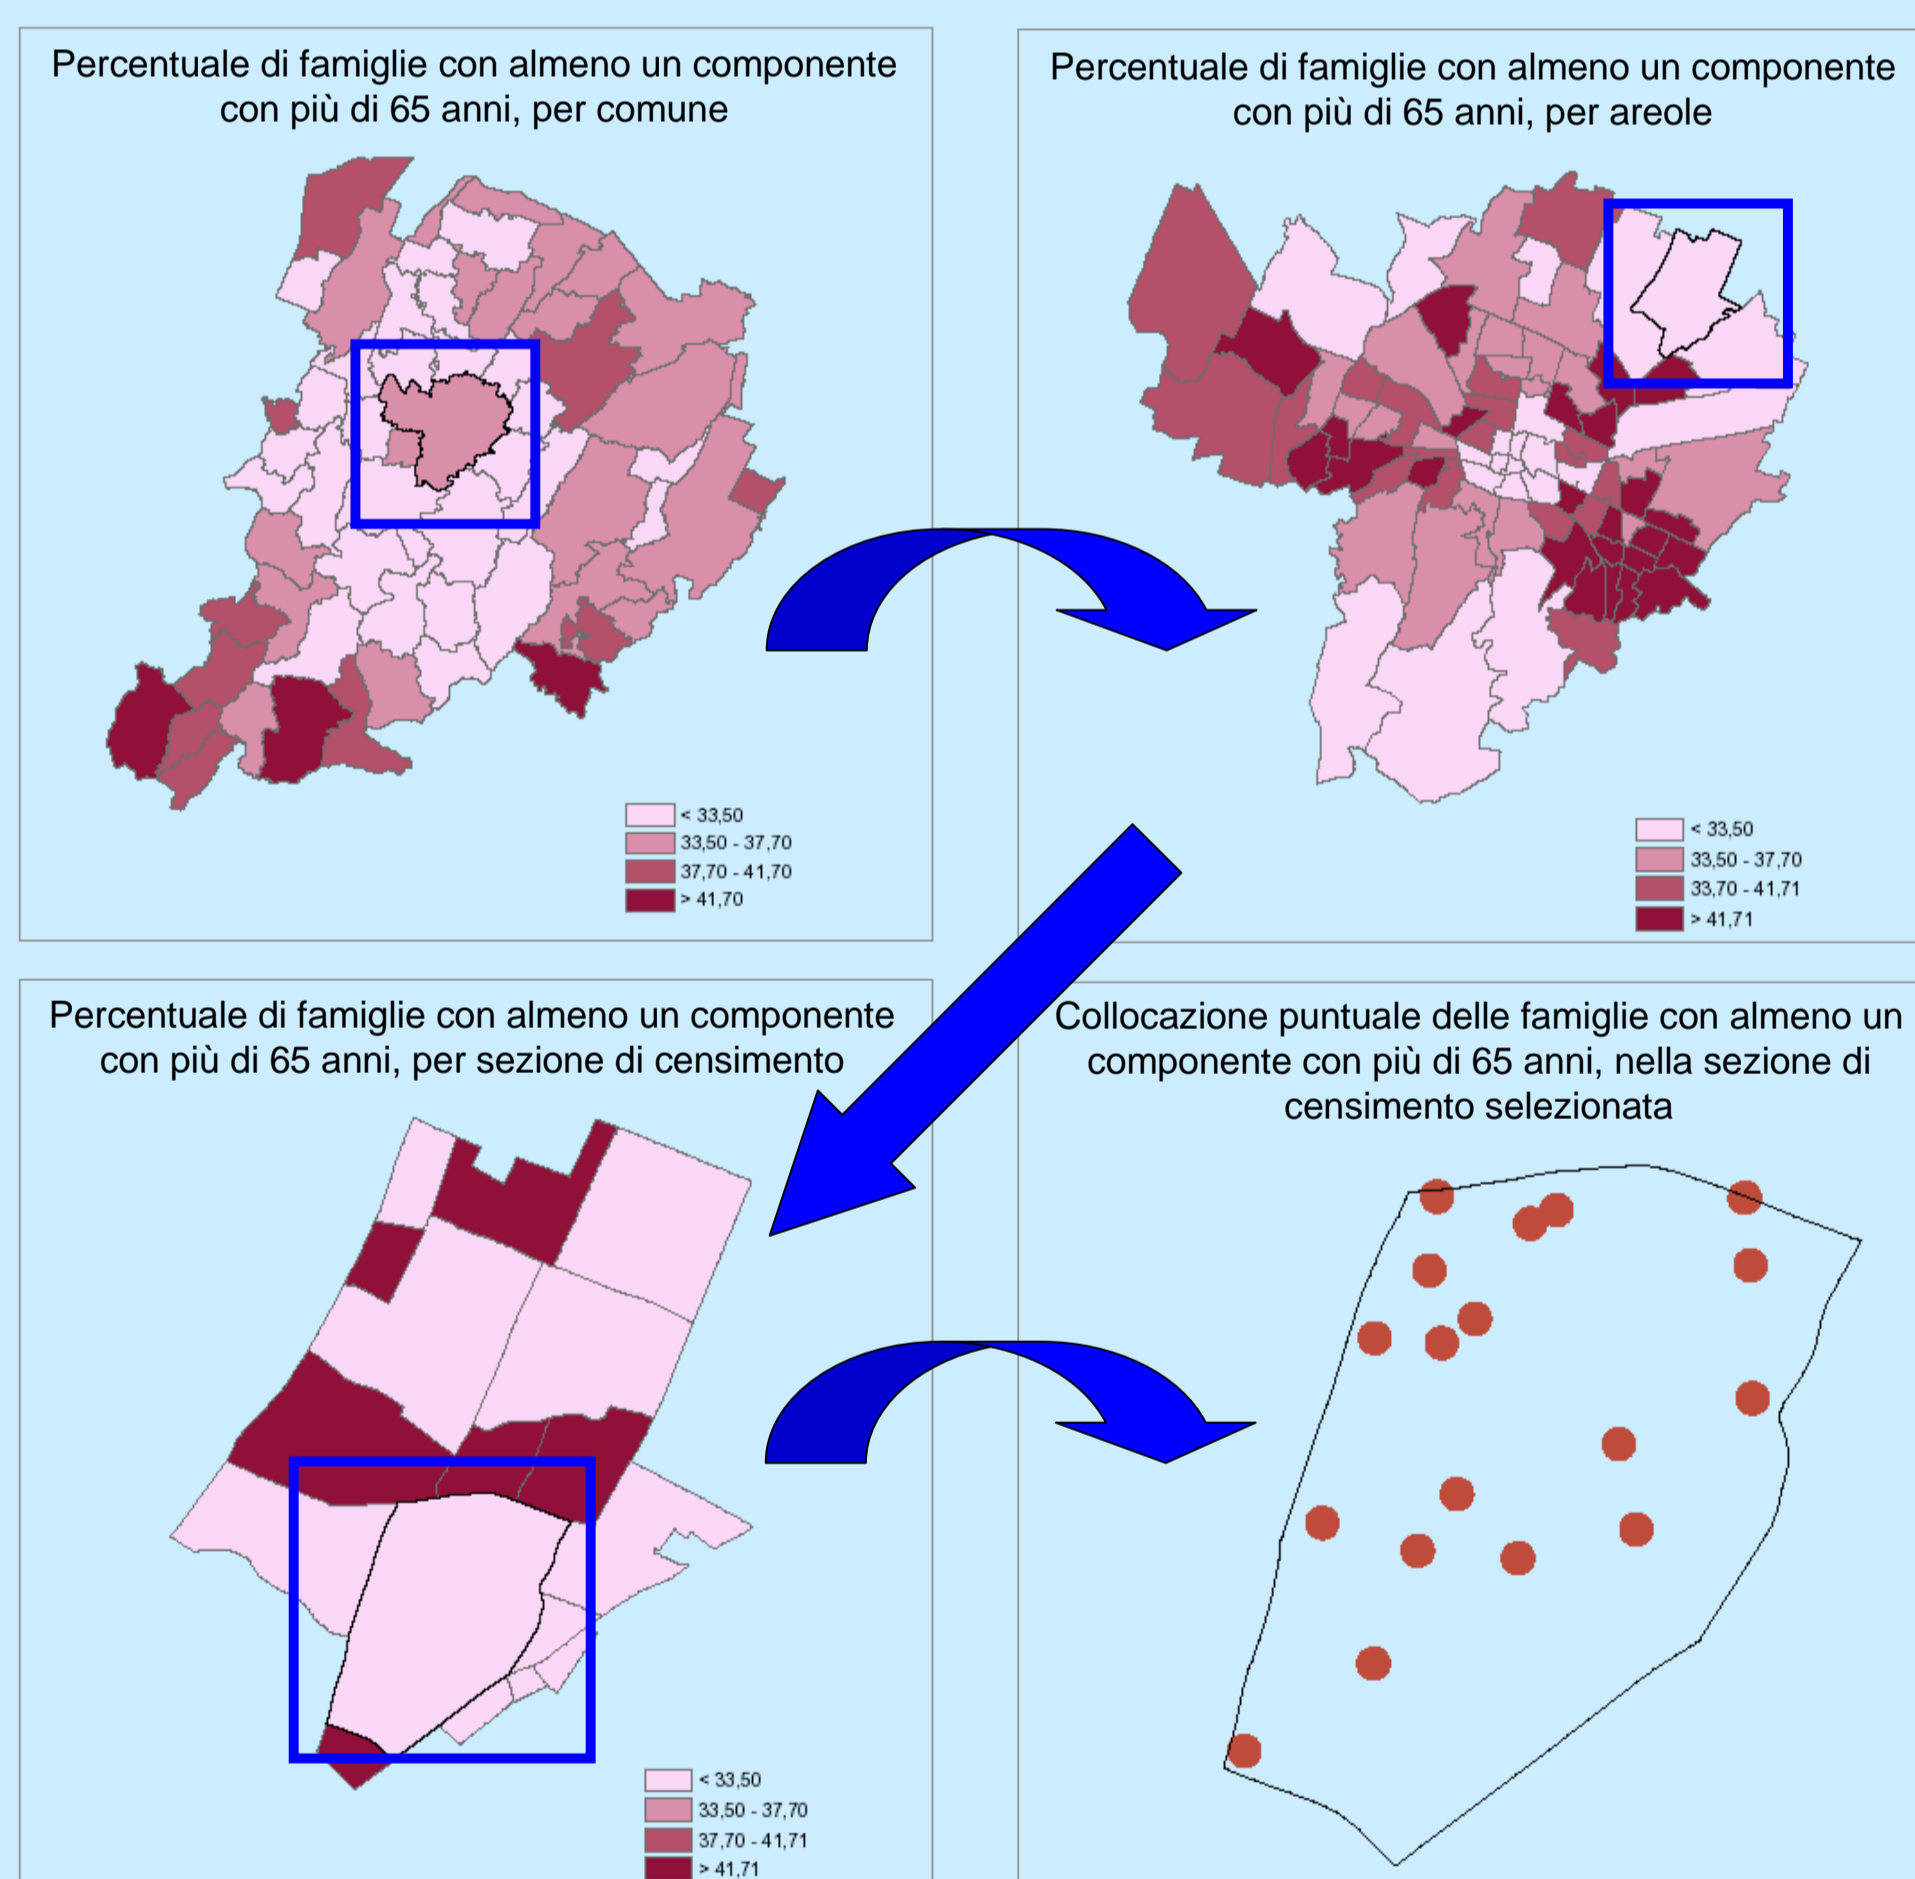 Percentuale di famiglie con almeno un componente
con più di 65 anni, per comune
< 33,50
33,50 - 37,70
37,70 - 41,70
> 41,70
Percentuale di famiglie con almeno un componente
con più di 65 anni, per areole
< 33,50
33,50 - 37,70
33,70 - 41,71
> 41,71
Percentuale di famiglie con almeno un componente
con più di 65 anni, per sezione di censimento
< 33,50
33,50 - 37,70
37,70 - 41,71
> 41,71
Collocazione puntuale delle famiglie con almeno un
componente con più di 65 anni, nella sezione di
censimento selezionata